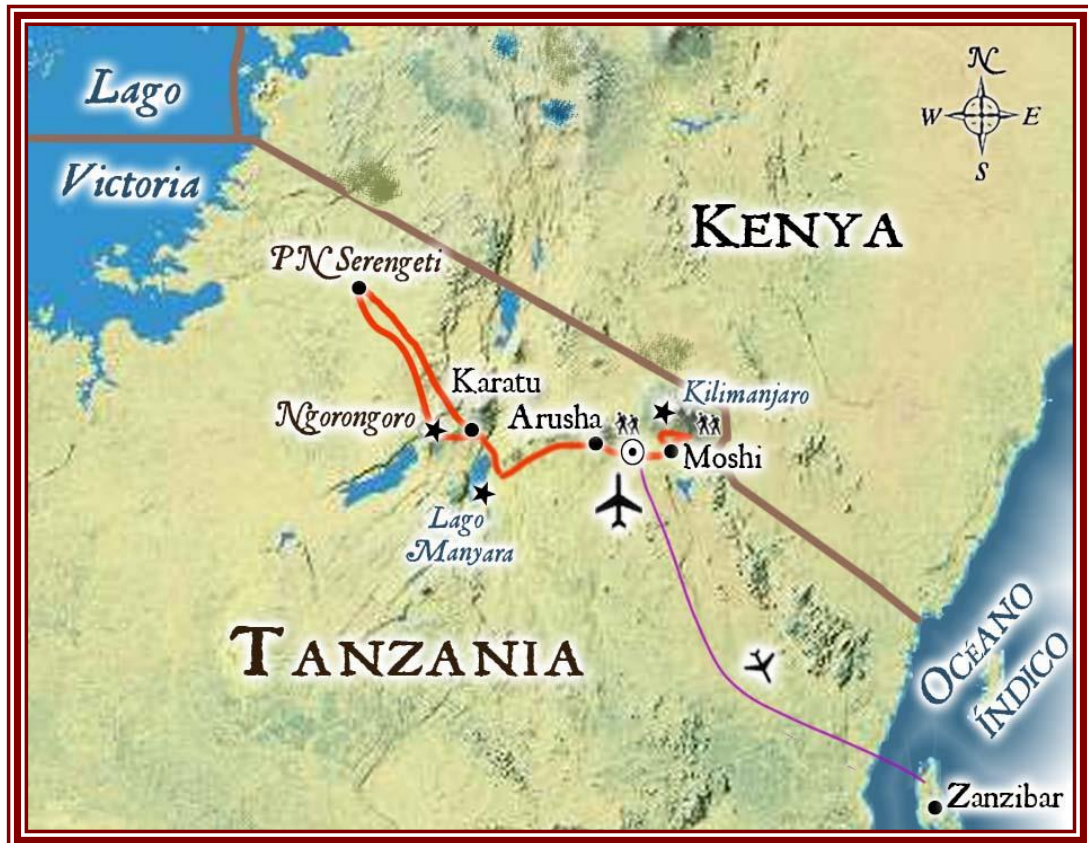 Lago
Victoria
N
W
E
S
KENYA
PN Serengeti
Karatu
Kilimanjaro
Ngorongoro
Arusha
Moshi
Lago
Manyara
TANZANIA
OCÉANO
ÍNDICO
Zanzibar